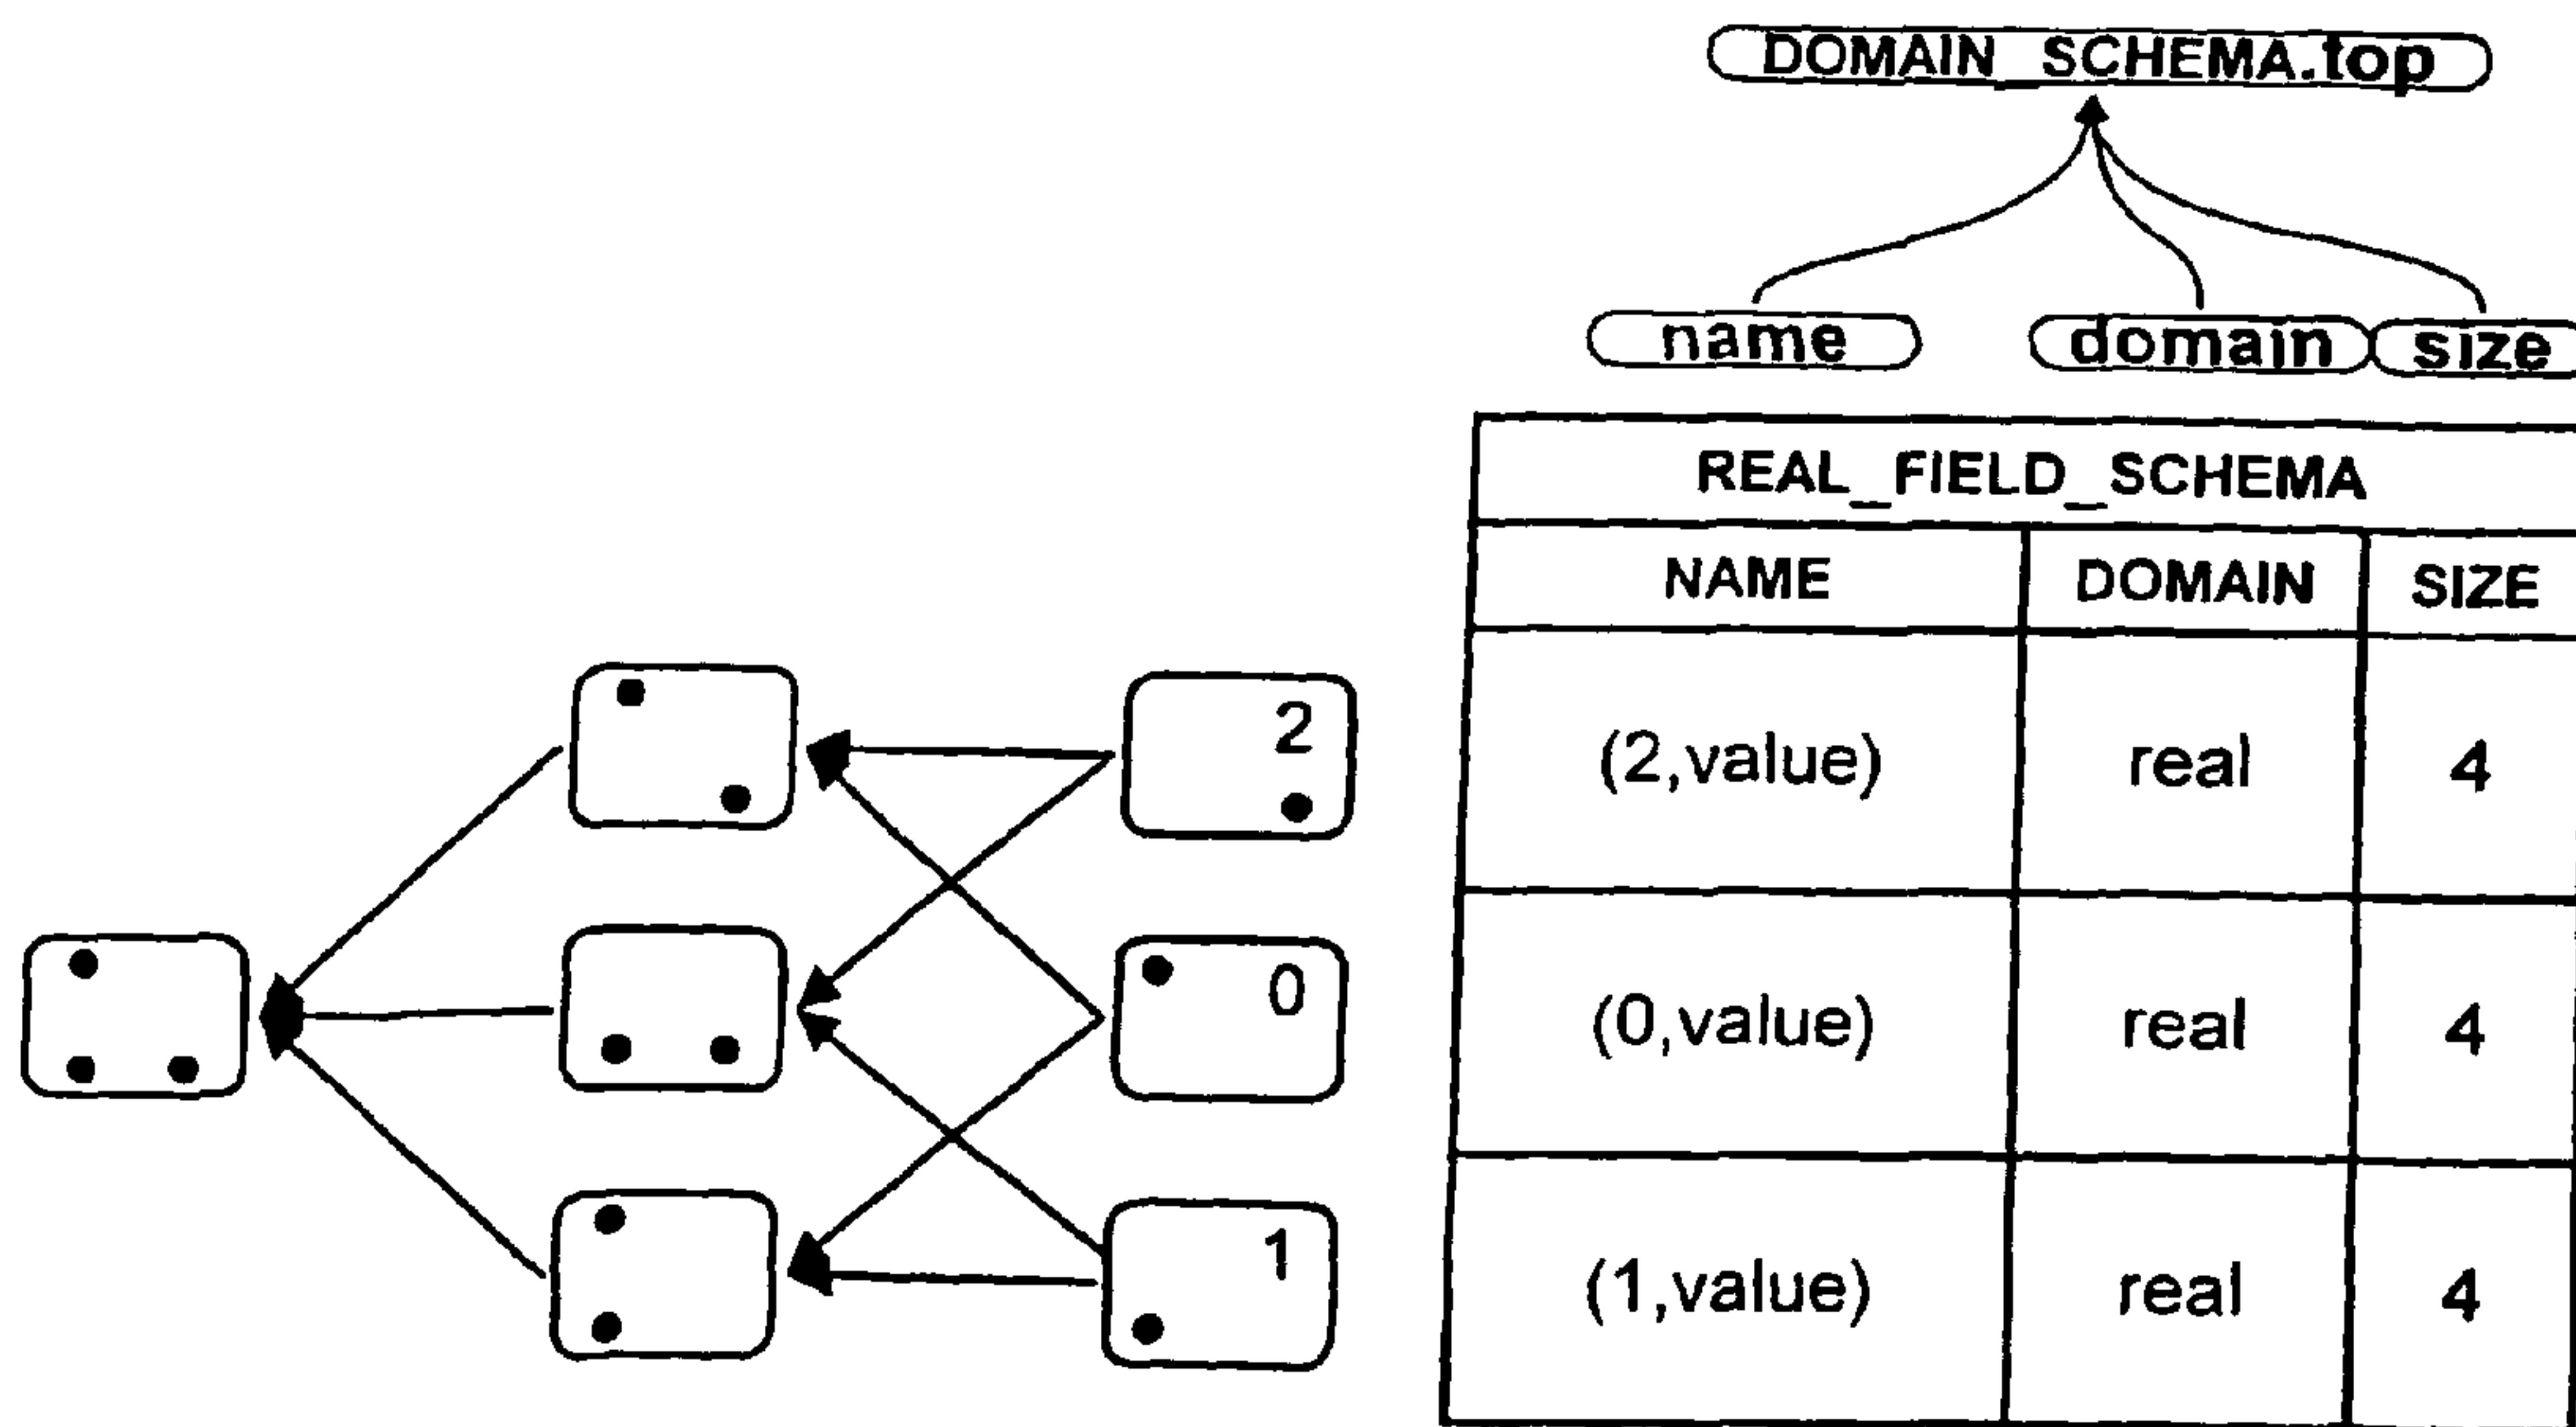 DOMAIN_SCHEMA.top
name domain size
REAL_FIELD_SCHEMA
NAME DOMAIN SIZE
2 (2,value) real 4
0 (0,value) real 4
1 (1,value) real 4